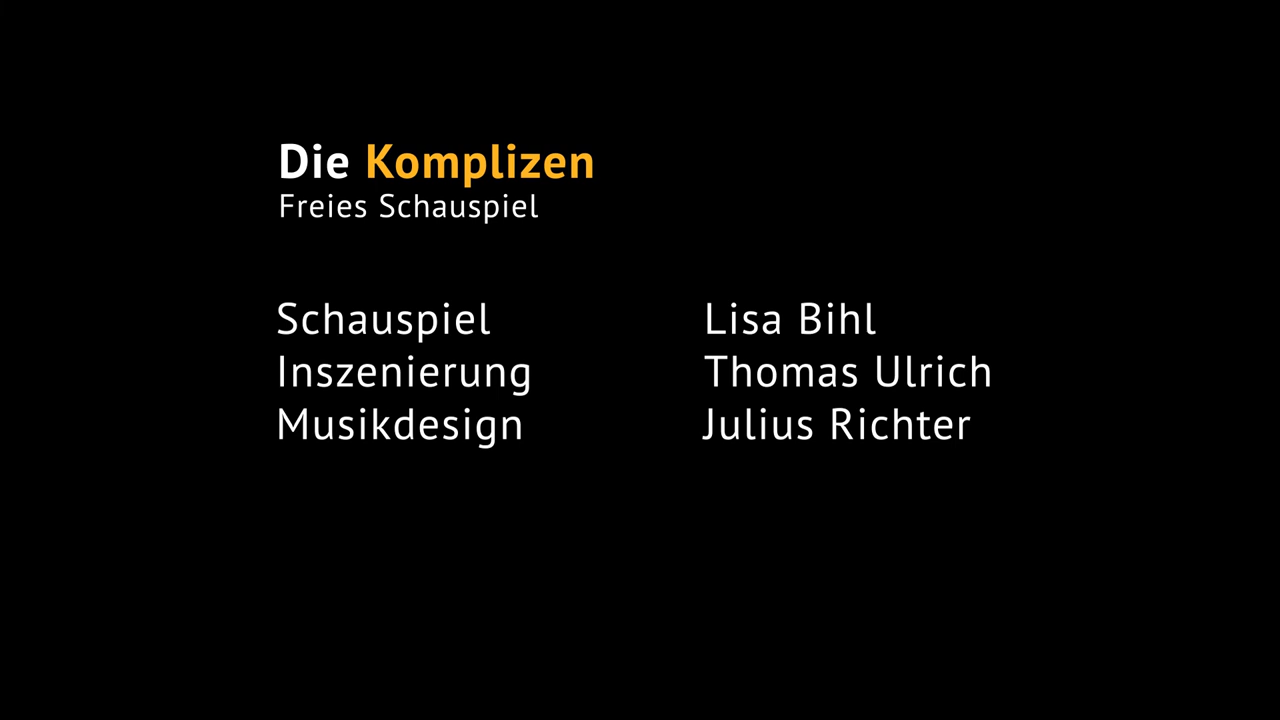 Die Komplizen
Freies Schauspiel
Schauspiel Lisa Bihl
Inszenierung Thomas Ulrich
Musikdesign Julius Richter